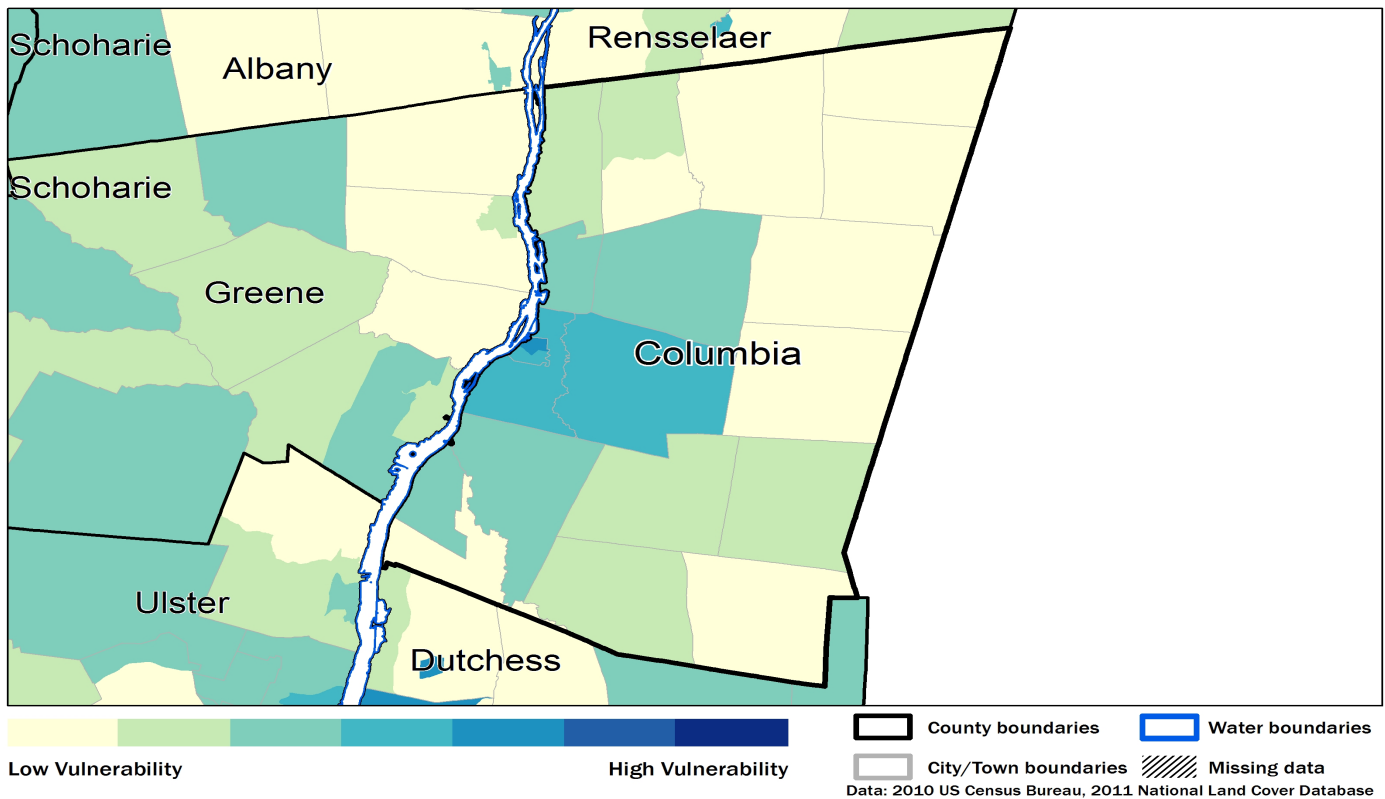 Schoharie
Albany
Rensselaer
Schoharie
Greene
Columbia
Ulster
Dutchess
Low Vulnerability
High Vulnerability
County boundaries
Water boundaries
City/Town boundaries
Missing data
Data: 2010 US Census Bureau, 2011 National Land Cover Database